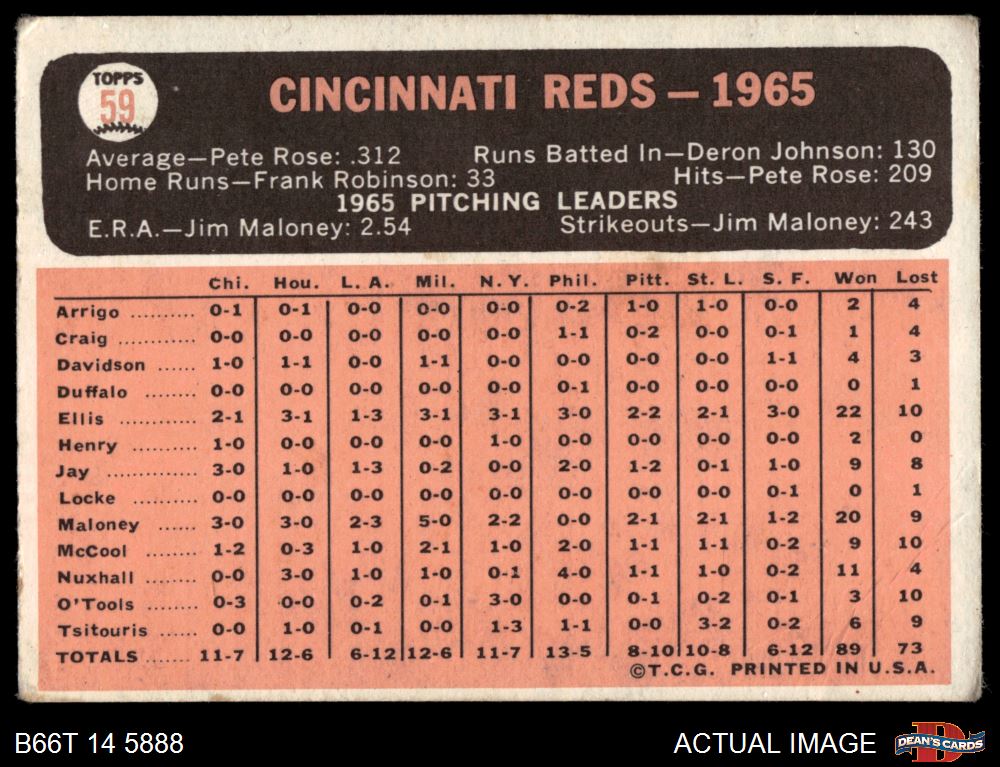 TOPPS
59
CINCINNATI REDS — 1965
Average—Pete Rose: .312 Runs Batted In—Deron Johnson: 130
Home Runs—Frank Robinson: 33 Hits—Pete Rose: 209
1965 PITCHING LEADERS
E.R.A.—Jim Maloney: 2.54 Strikeouts—Jim Maloney: 243
Chi. Hou. L. A. Mil. N. Y. Phil. Pitt. St. L. S. F. Won Lost
Arrigo .......... 0-1 0-1 0-0 0-0 0-0 0-2 1-0 1-0 0-0 2 4
Craig ............ 0-0 0-0 0-0 0-0 0-0 1-1 0-2 0-0 0-1 1 4
Davidson ...... 1-0 1-1 0-0 1-1 0-0 0-0 0-0 0-0 1-1 4 3
Duffalo ........ 0-0 0-0 0-0 0-0 0-0 0-1 0-0 0-0 0-0 0 1
Ellis ............ 2-1 3-1 1-3 3-1 3-1 3-0 2-2 2-1 3-0 22 10
Henry .......... 1-0 0-0 0-0 0-0 1-0 0-0 0-0 0-0 0-0 2 0
Jay .............. 3-0 1-0 1-3 0-2 0-0 2-0 1-2 0-1 1-0 9 8
Locke .......... 0-0 0-0 0-0 0-0 0-0 0-0 0-0 0-0 0-1 0 1
Maloney ...... 3-0 3-0 2-3 5-0 2-2 0-0 2-1 2-1 1-2 20 9
McCool ........ 1-2 0-3 1-0 2-1 1-0 2-0 1-1 1-1 0-2 9 10
Nuxhall ........ 0-0 3-0 1-0 1-0 0-1 4-0 1-1 1-0 0-2 11 4
O'Tools ........ 0-3 0-0 0-2 0-1 3-0 0-0 0-1 0-2 0-1 3 10
Tsitouris ...... 0-0 1-0 0-1 0-0 1-3 1-1 0-0 3-2 0-2 6 9
TOTALS ...... 11-7 12-6 6-12 12-6 11-7 13-5 8-10 10-8 6-12 89 73
©T.C.G. PRINTED IN U.S.A.
B66T 14 5888 ACTUAL IMAGE DEAN'S CARDS